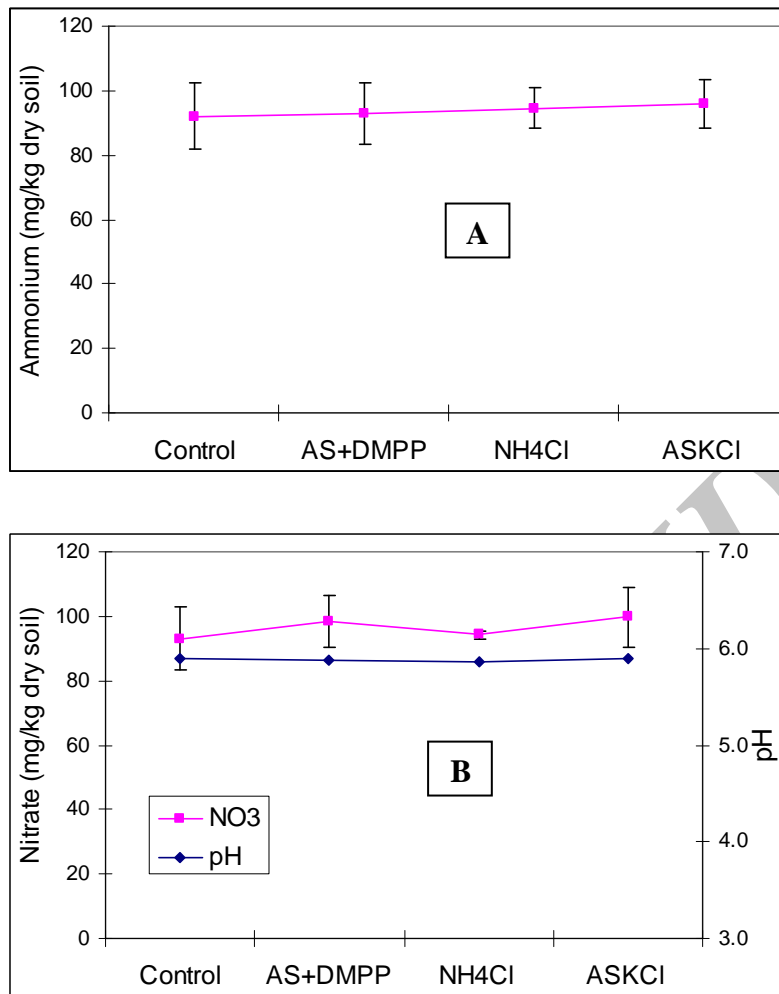 Ammonium (mg/kg dry soil)
120
100
80
60
40
20
0
A
Control AS+DMPP NH4Cl ASKCl
Nitrate (mg/kg dry soil)
120
100
80
60
40
20
0
7.0
6.0
5.0
4.0
3.0
pH
B
NO3
pH
Control AS+DMPP NH4Cl ASKCl